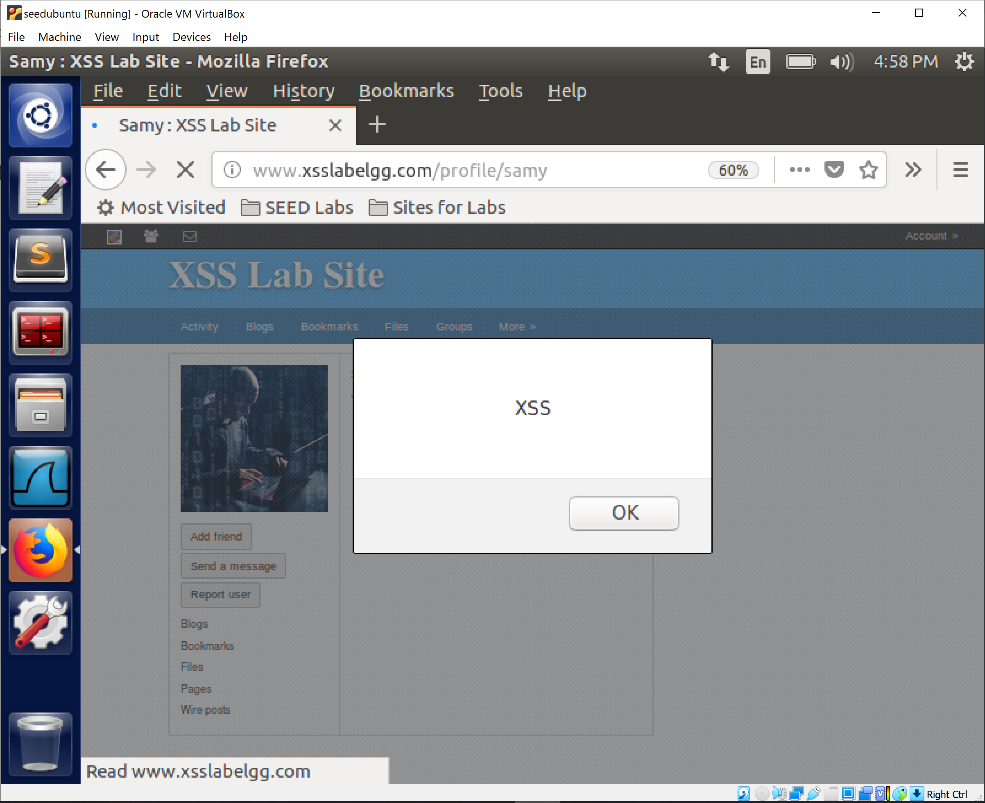 seedubuntu [Running] - Oracle VM VirtualBox
File Machine View Input Devices Help
Samy : XSS Lab Site - Mozilla Firefox En 4:58 PM
File Edit View History Bookmarks Tools Help
Samy : XSS Lab Site
www.xsslabelgg.com/profile/samy 60%
Most Visited SEED Labs Sites for Labs
Account »
XSS Lab Site
Activity Blogs Bookmarks Files Groups More »
XSS
OK
Add friend
Send a message
Report user
Blogs
Bookmarks
Files
Pages
Wire posts
Read www.xsslabelgg.com
Right Ctrl